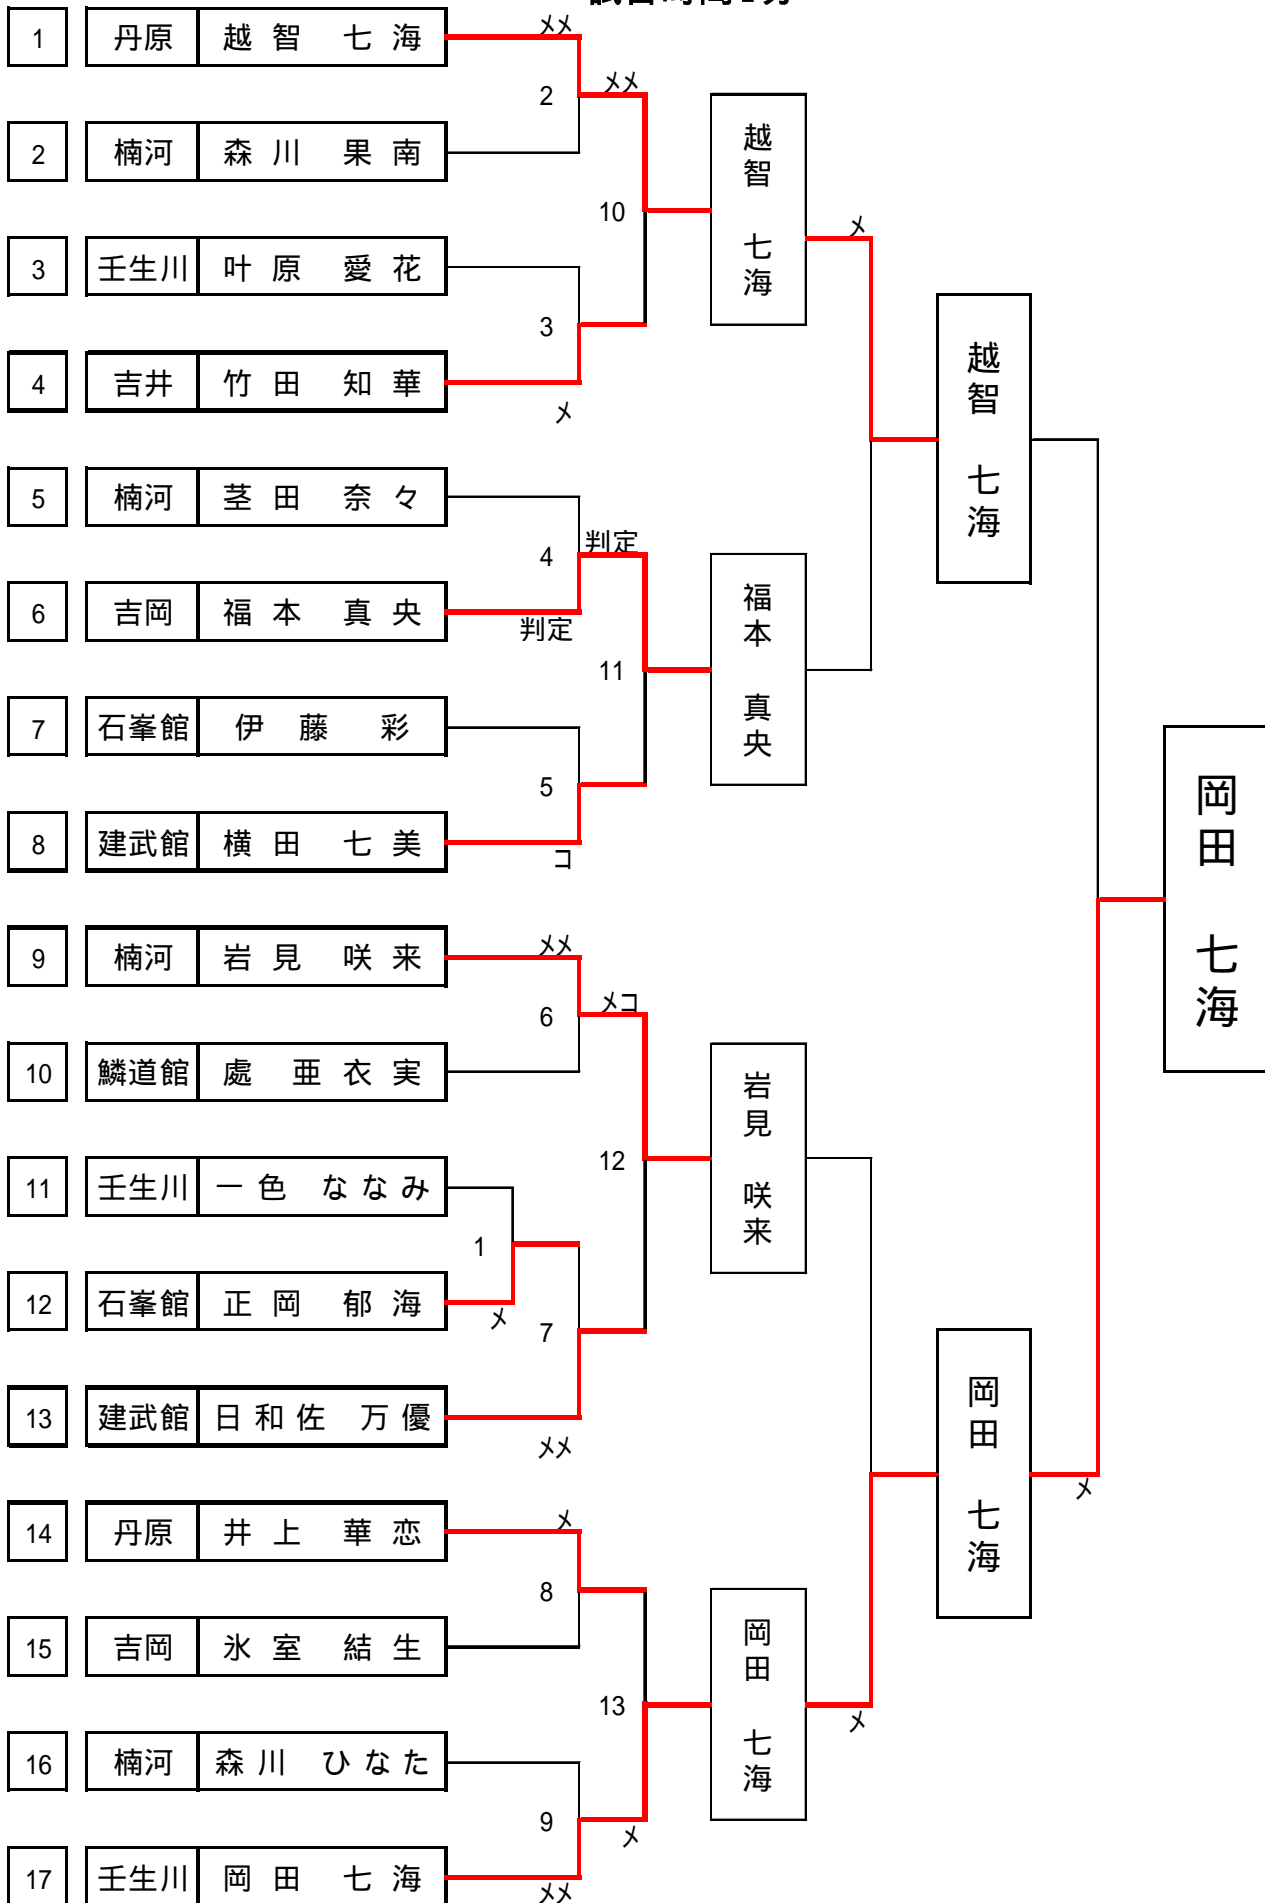 1 丹原 越智 七海 メメ
2 メメ
2 楠河 森川 果南
越智 七海
10
メ
3 壬生川 叶原 愛花
3
越智 七海
4 吉井 竹田 知華
メ
5 楠河 茎田 奈々
4 判定
6 吉岡 福本 真央
判定
福本 真央
11
7 石峯館 伊藤 彩
5
岡田 七海
8 建武館 横田 七美
コ
9 楠河 岩見 咲来 メメ
6 メコ
10 鱗道館 處 亜衣実
岩見 咲来
12
11 壬生川 一色 ななみ
1
12 石峯館 正岡 郁海
メ
7
13 建武館 日和佐 万優
メメ
岡田 七海
メ
14 丹原 井上 華恋 メ
8
15 吉岡 氷室 結生
岡田 七海
13
メ
16 楠河 森川 ひなた
9
メ
17 壬生川 岡田 七海
メメ